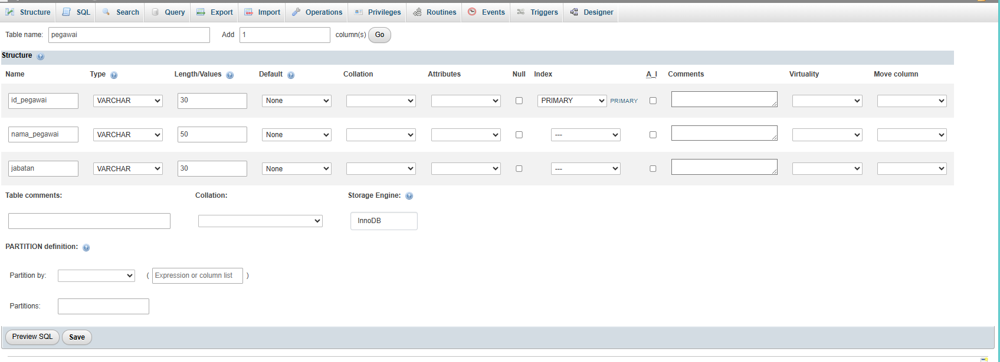 Structure SQL Search Query Export Import Operations Privileges Routines Events Triggers Designer
Table name: pegawai Add 1 column(s) Go
Structure
Name Type Length/Values Default Collation Attributes Null Index A_I Comments Virtuality Move column
id_pegawai VARCHAR 30 None PRIMARY PRIMARY
nama_pegawai VARCHAR 50 None ---
jabatan VARCHAR 30 None ---
Table comments: Collation: Storage Engine:
InnoDB
PARTITION definition:
Partition by: ( Expression or column list )
Partitions:
Preview SQL Save